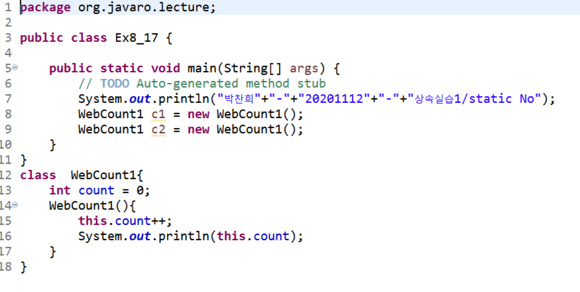 1 package org.javaro.lecture;
2
3 public class Ex8_17 {
4
5     public static void main(String[] args) {
6         // TODO Auto-generated method stub
7         System.out.println("박찬희"+"-"+"20201112"+"-"+"상속실습1/static No");
8         WebCount1 c1 = new WebCount1();
9         WebCount1 c2 = new WebCount1();
10     }
11 }
12 class  WebCount1{
13     int count = 0;
14     WebCount1(){
15         this.count++;
16         System.out.println(this.count);
17     }
18 }